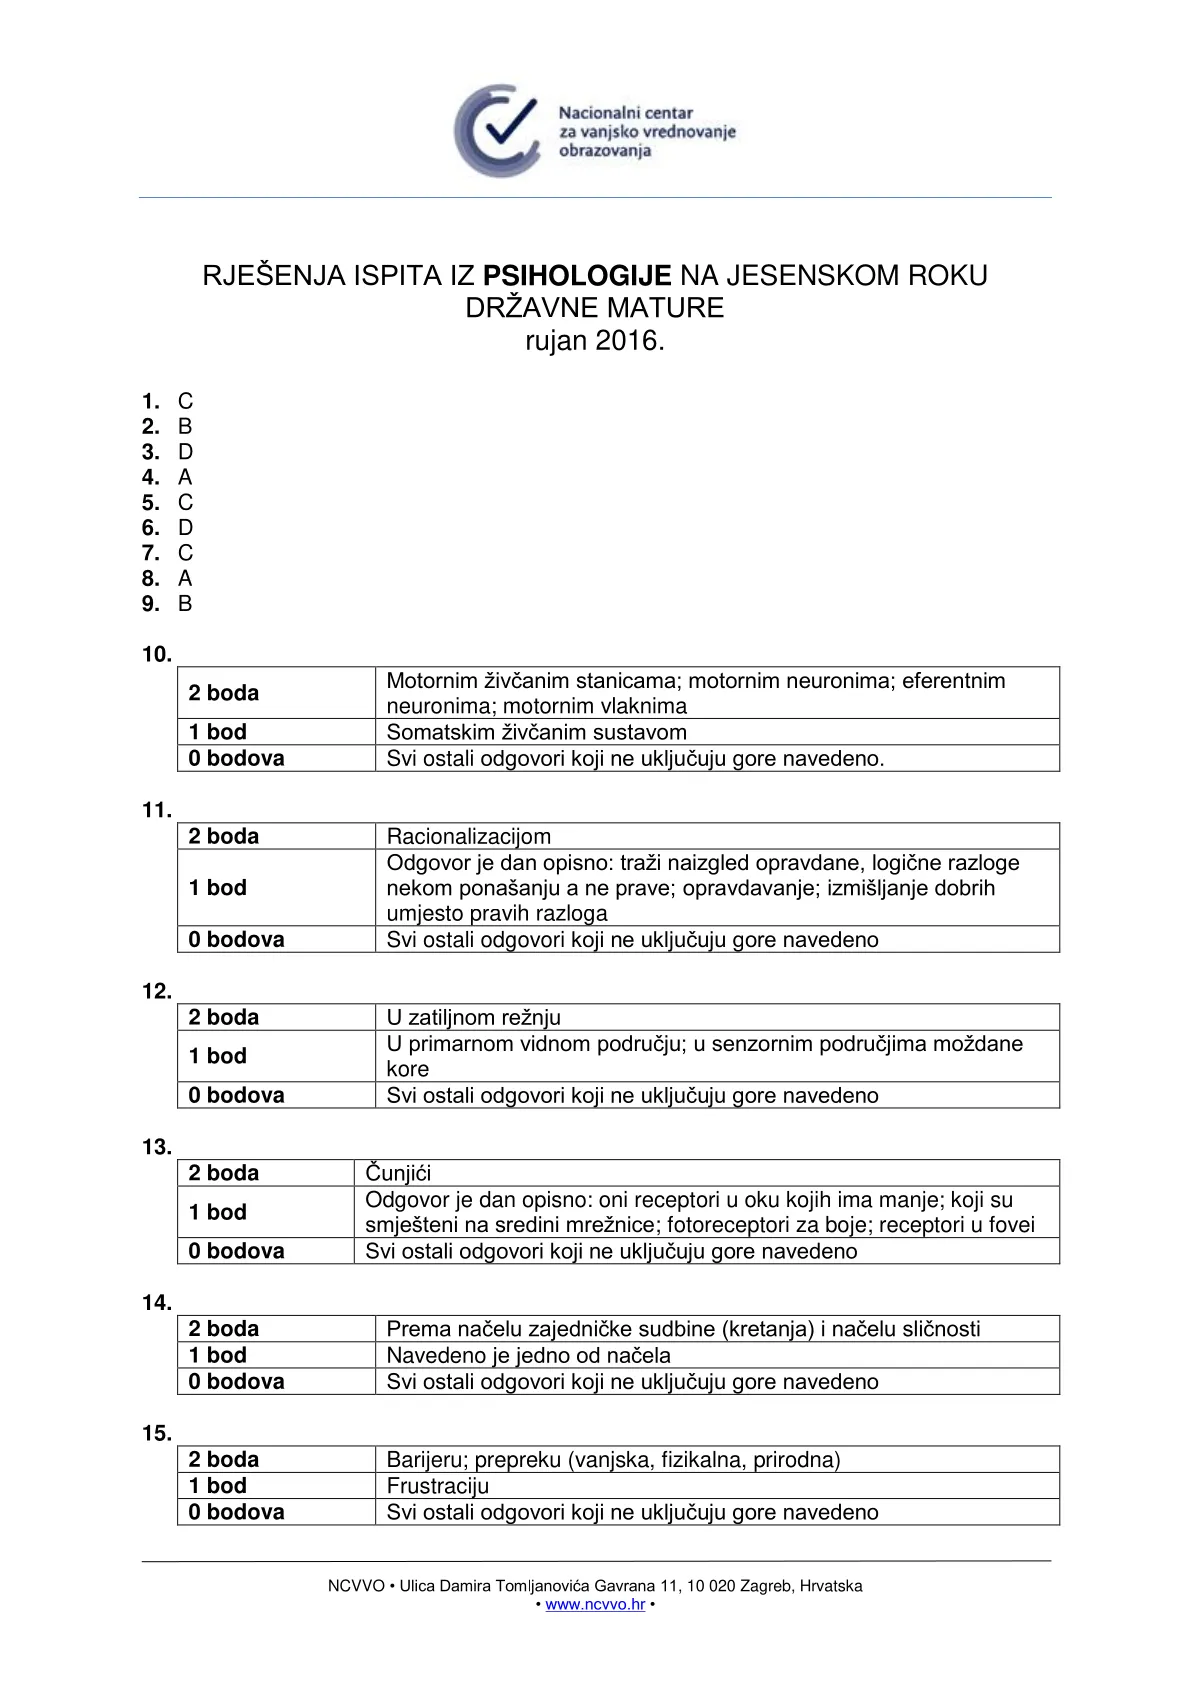 Nacionalni centar
za vanjsko vrednovanje
obrazovanja
RJEŠENJA ISPITA IZ PSIHOLOGIJE NA JESENSKOM ROKU
DRŽAVNE MATURE
rujan 2016.
1. C
2. B
3. D
4. A
5. C
6. D
7. C
8. A
9. B
10.
2 boda
Motornim živčanim stanicama; motornim neuronima; eferentnim
neuronima; motornim vlaknima
1 bod
Somatskim živčanim sustavom
0 bodova
Svi ostali odgovori koji ne uključuju gore navedeno.
11.
2 boda
Racionalizacijom
1 bod
Odgovor je dan opisno: traži naizgled opravdane, logične razloge
nekom ponašanju a ne prave; opravdavanje; izmišljanje dobrih
umjesto pravih razloga
0 bodova
Svi ostali odgovori koji ne uključuju gore navedeno
12.
2 boda
U zatiljnom režnju
1 bod
U primarnom vidnom području; u senzornim područjima moždane
kore
0 bodova
Svi ostali odgovori koji ne uključuju gore navedeno
13.
2 boda
Čunjići
1 bod
Odgovor je dan opisno: oni receptori u oku kojih ima manje; koji su
smješteni na sredini mrežnice; fotoreceptori za boje; receptori u fovei
0 bodova
Svi ostali odgovori koji ne uključuju gore navedeno
14.
2 boda
Prema načelu zajedničke sudbine (kretanja) i načelu sličnosti
1 bod
Navedeno je jedno od načela
0 bodova
Svi ostali odgovori koji ne uključuju gore navedeno
15.
2 boda
Barijeru; prepreku (vanjska, fizikalna, prirodna)
1 bod
Frustraciju
0 bodova
Svi ostali odgovori koji ne uključuju gore navedeno
NCVVO • Ulica Damira Tomljanovića Gavrana 11, 10 020 Zagreb, Hrvatska
• www.ncvvo.hr •